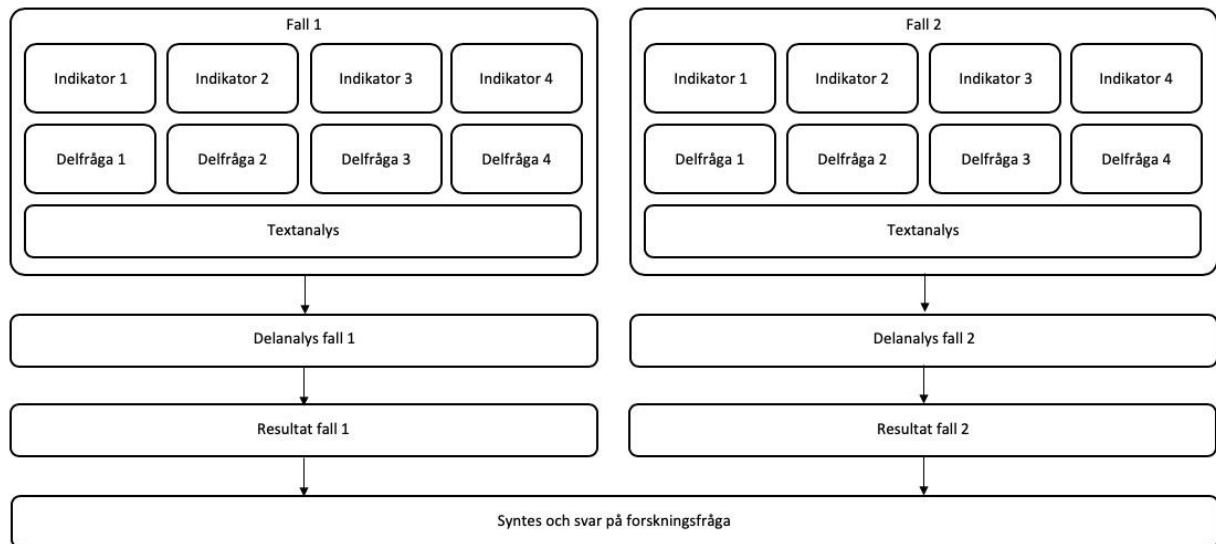 Fall 1
Indikator 1
Indikator 2
Indikator 3
Indikator 4
Delfråga 1
Delfråga 2
Delfråga 3
Delfråga 4
Textanalys
Delanalys fall 1
Resultat fall 1
Fall 2
Indikator 1
Indikator 2
Indikator 3
Indikator 4
Delfråga 1
Delfråga 2
Delfråga 3
Delfråga 4
Textanalys
Delanalys fall 2
Resultat fall 2
Syntes och svar på forskningsfråga